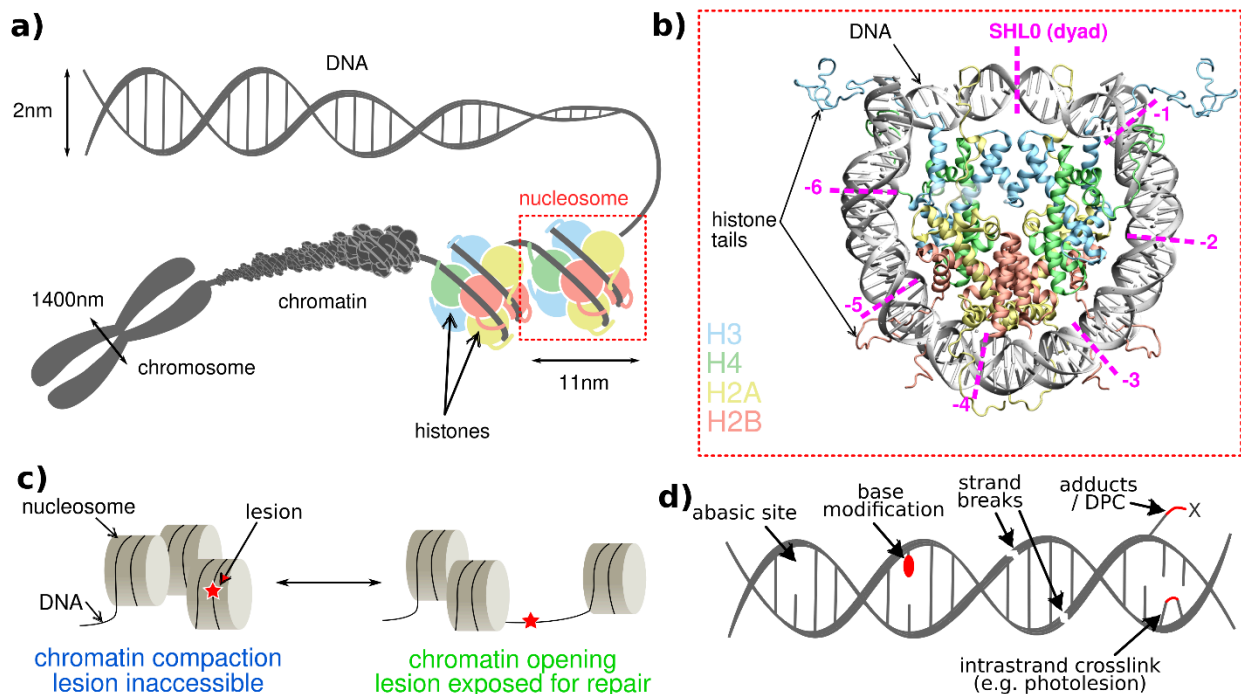 a)
DNA
2nm
nucleosome
chromatin
1400nm
chromosome
histones
11nm
b)
DNA
SHL0 (dyad)
-1
-6
histone
tails
-2
-5
-3
-4
H3
H4
H2A
H2B
c)
nucleosome
lesion
DNA
chromatin compaction
lesion inaccessible
chromatin opening
lesion exposed for repair
d)
abasic site
base
modification
strand
breaks
adducts
/ DPC
X
intrastrand crosslink
(e.g. photolesion)